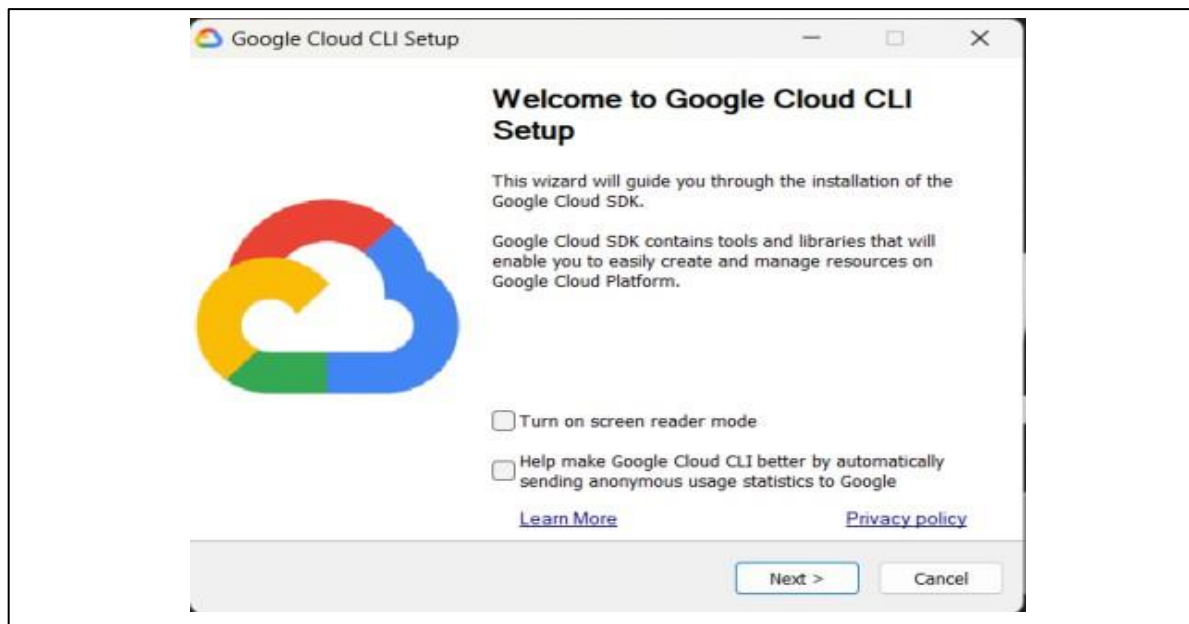 Google Cloud CLI Setup
Welcome to Google Cloud CLI
Setup
This wizard will guide you through the installation of the
Google Cloud SDK.
Google Cloud SDK contains tools and libraries that will
enable you to easily create and manage resources on
Google Cloud Platform.
Turn on screen reader mode
Help make Google Cloud CLI better by automatically
sending anonymous usage statistics to Google
Learn More Privacy policy
Next > Cancel